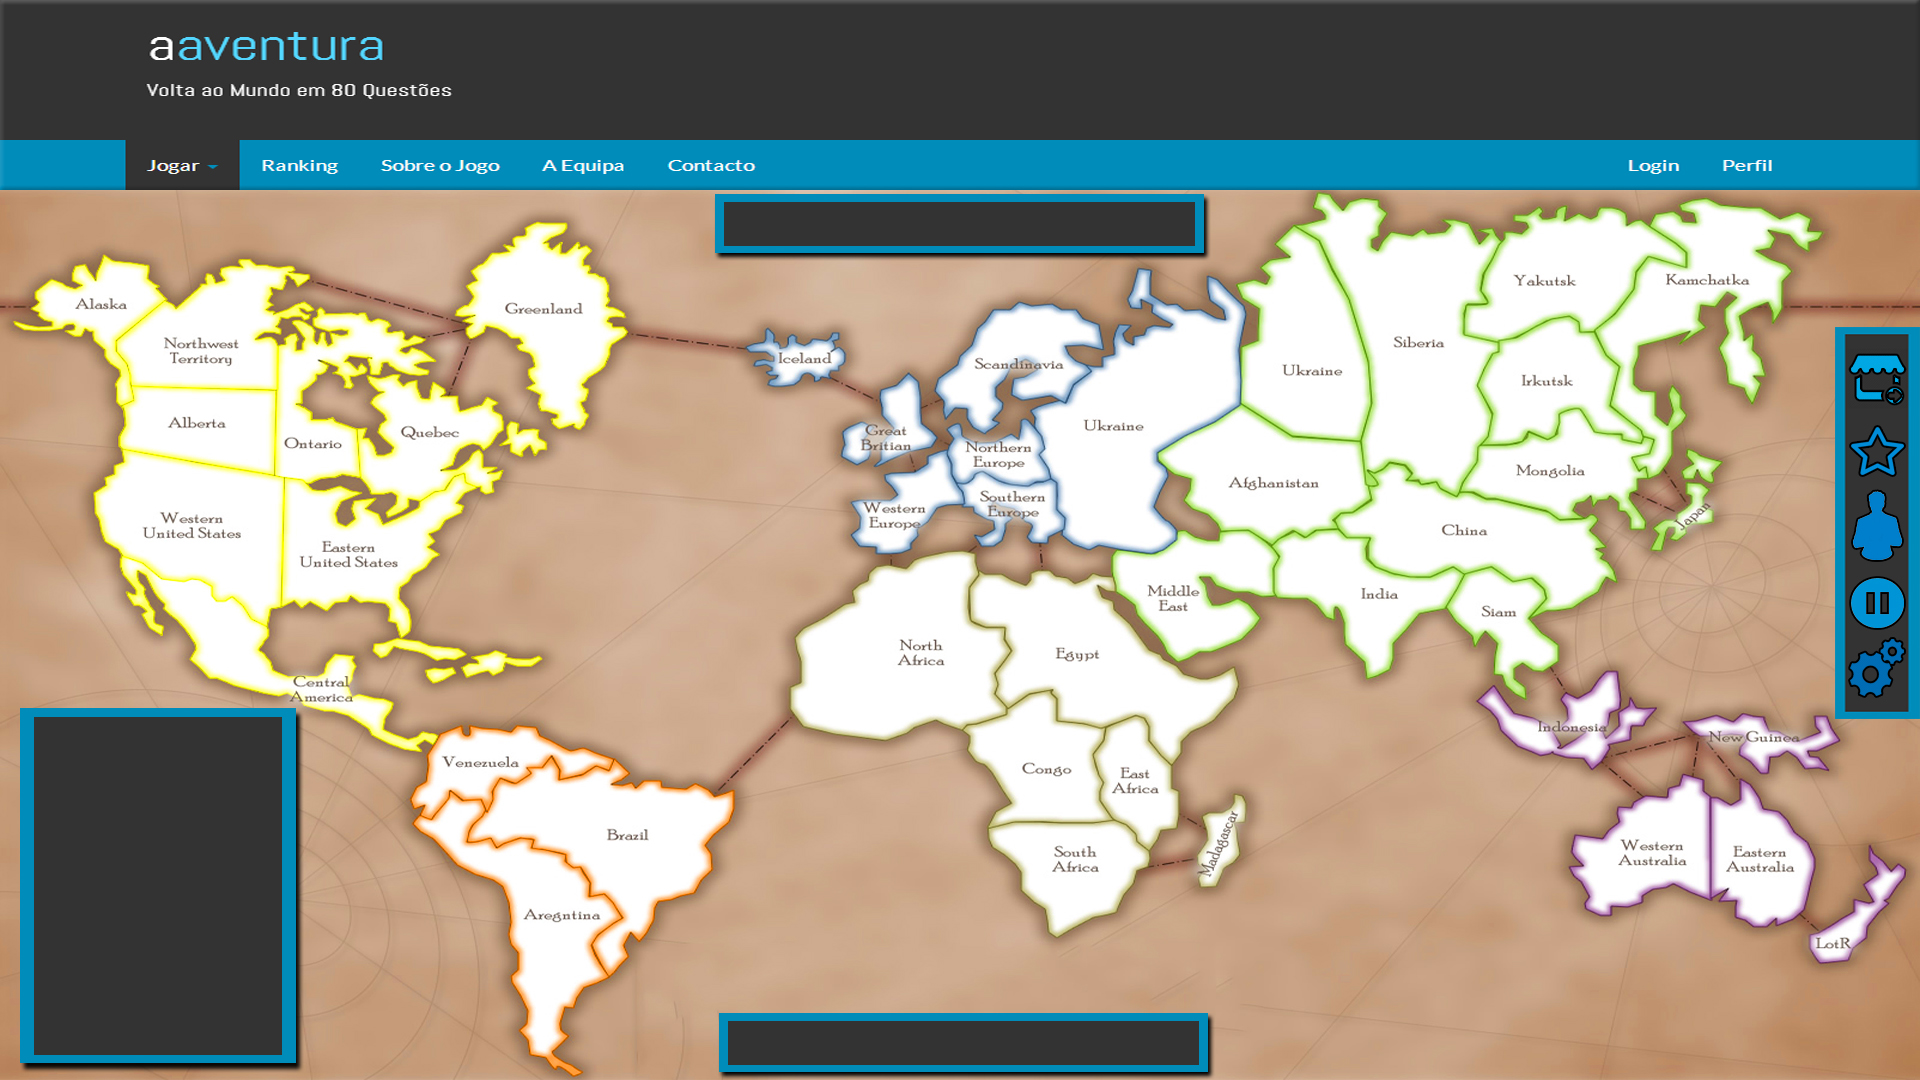 aaventura
Volta ao Mundo em 80 Questões
Jogar
Ranking
Sobre o Jogo
A Equipa
Contacto
Login
Perfil
Alaska
Northwest
Territory
Greenland
Alberta
Ontario
Quebec
Western
United States
Eastern
United States
Central
America
Venezuela
Brazil
Aregntina
Iceland
Scandinavia
Great
Britian
Northern
Europe
Southern
Europe
Western
Europe
Ukraine
North
Africa
Egypt
Congo
East
Africa
South
Africa
Madagascar
Ukraine
Siberia
Yakutsk
Kamchatka
Irkutsk
Mongolia
Japan
Afghanistan
China
Middle
East
India
Siam
Indonesia
New Guinea
Western
Australia
Eastern
Australia
LotR